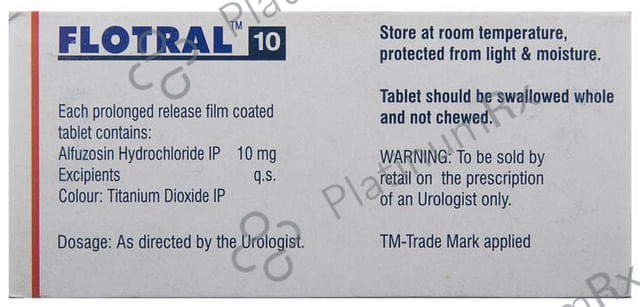 FLOTRAL™ 10
Each prolonged release film coated
tablet contains:
Alfuzosin Hydrochloride IP 10 mg
Excipients q.s.
Colour: Titanium Dioxide IP
Dosage: As directed by the Urologist.
Store at room temperature,
protected from light & moisture.
Tablet should be swallowed whole
and not chewed.
WARNING: To be sold by
retail on the prescription
of an Urologist only.
TM-Trade Mark applied
PlatinumRx